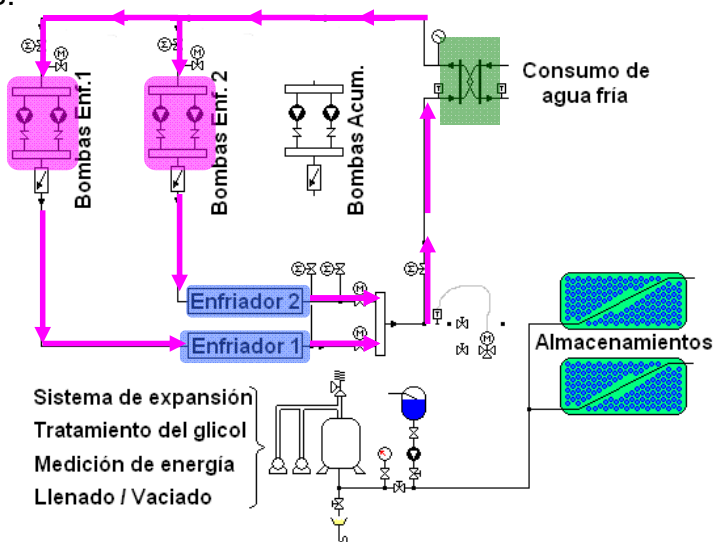 s.
Bombas Enf.1
Bombas Enf. 2
Bombas Acum.
Consumo de
agua fría
Enfriador 2
Enfriador 1
Almacenamientos
Sistema de expansión
Tratamiento del glicol
Medición de energía
Llenado / Vaciado
M
M
M
M
M
T
T
T
S